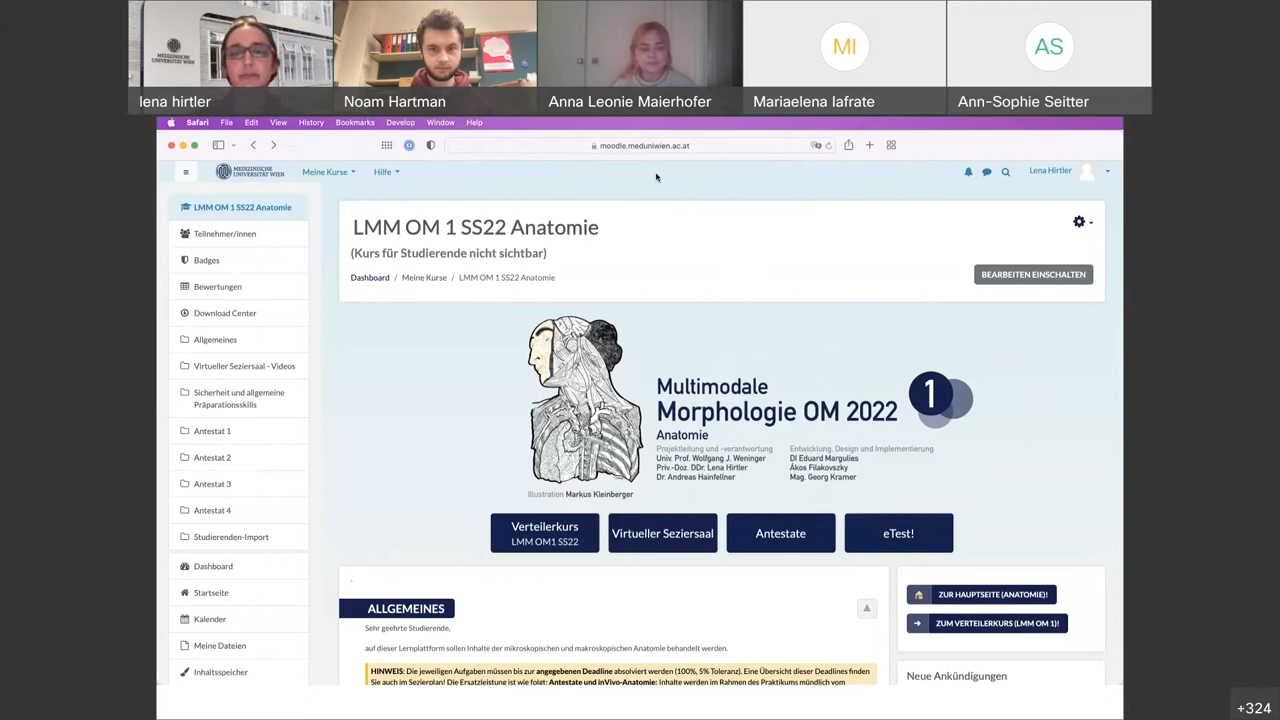 MEDIZINISCHE
UNIVERSITÄT WIEN
lena hirtler
Noam Hartman
Anna Leonie Maierhofer
MI
Mariaelena Iafrate
AS
Ann-Sophie Seitter
Safari File Edit View History Bookmarks Develop Window Help
moodle.meduniwien.ac.at
MEDIZINISCHE
UNIVERSITÄT WIEN
Meine Kurse
Hilfe
Lena Hirtler
LMM OM 1 SS22 Anatomie
Teilnehmer/innen
Badges
Bewertungen
Download Center
Allgemeines
Virtueller Seziersaal - Videos
Sicherheit und allgemeine
Präparationsskills
Antestat 1
Antestat 2
Antestat 3
Antestat 4
Studierenden-Import
Dashboard
Startseite
Kalender
Meine Dateien
Inhaltsspeicher
LMM OM 1 SS22 Anatomie
(Kurs für Studierende nicht sichtbar)
Dashboard / Meine Kurse / LMM OM 1 SS22 Anatomie
BEARBEITEN EINSCHALTEN
Multimodale
Morphologie OM 2022
1
Anatomie
Projektleitung und -verantwortung
Univ. Prof. Wolfgang J. Weninger
Priv.-Doz. DDr. Lena Hirtler
Dr. Andreas Hainfellner
Entwicklung, Design und Implementierung
DI Eduard Margulies
Ákos Filakovszky
Mag. Georg Kramer
Illustration Markus Kleinberger
Verteilerkurs
LMM OM1 SS22
Virtueller Seziersaal
Antestate
eTest!
.
ALLGEMEINES
Sehr geehrte Studierende,
auf dieser Lernplattform sollen Inhalte der mikroskopischen und makroskopischen Anatomie behandelt werden.
HINWEIS: Die jeweiligen Aufgaben müssen bis zur angegebenen Deadline absolviert werden (100%, 5% Toleranz). Eine Übersicht dieser Deadlines finden
Sie auch im Sezierplan! Die Ersatzleistung ist wie folgt: Antestate und inVivo-Anatomie: Inhalte werden im Rahmen des Praktikums mündlich vom
ZUR HAUPTSEITE (ANATOMIE)!
ZUM VERTEILERKURS (LMM OM 1)!
Neue Ankündigungen
+324